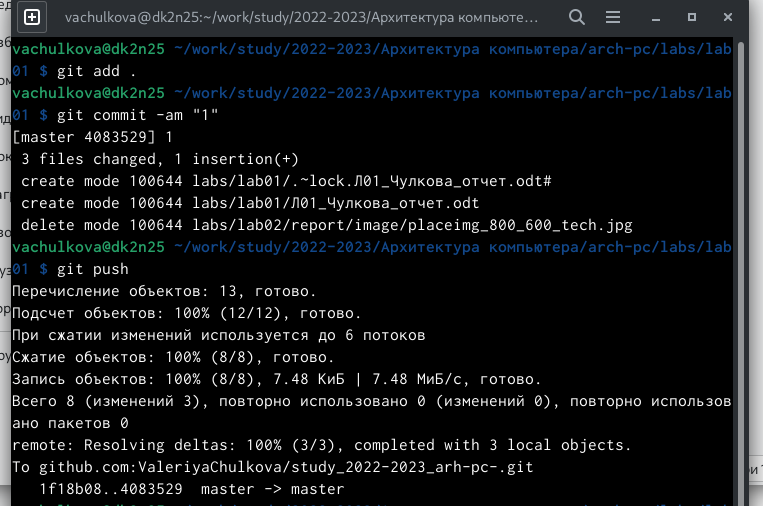 vachulkova@dk2n25:~/work/study/2022-2023/Архитектура компьюте...
vachulkova@dk2n25 ~/work/study/2022-2023/Архитектура компьютера/arch-pc/labs/lab
01 $ git add .
vachulkova@dk2n25 ~/work/study/2022-2023/Архитектура компьютера/arch-pc/labs/lab
01 $ git commit -am "1"
[master 4083529] 1
3 files changed, 1 insertion(+)
create mode 100644 labs/lab01/.~lock.Л01_Чулкова_отчет.odt#
create mode 100644 labs/lab01/Л01_Чулкова_отчет.odt
delete mode 100644 labs/lab02/report/image/placeimg_800_600_tech.jpg
vachulkova@dk2n25 ~/work/study/2022-2023/Архитектура компьютера/arch-pc/labs/lab
01 $ git push
Перечисление объектов: 13, готово.
Подсчет объектов: 100% (12/12), готово.
При сжатии изменений используется до 6 потоков
Сжатие объектов: 100% (8/8), готово.
Запись объектов: 100% (8/8), 7.48 КиБ | 7.48 МиБ/с, готово.
Всего 8 (изменений 3), повторно использовано 0 (изменений 0), повторно использов
ано пакетов 0
remote: Resolving deltas: 100% (3/3), completed with 3 local objects.
To github.com:ValeriyaChulkova/study_2022-2023_arh-pc-.git
1f18b08..4083529 master -> master